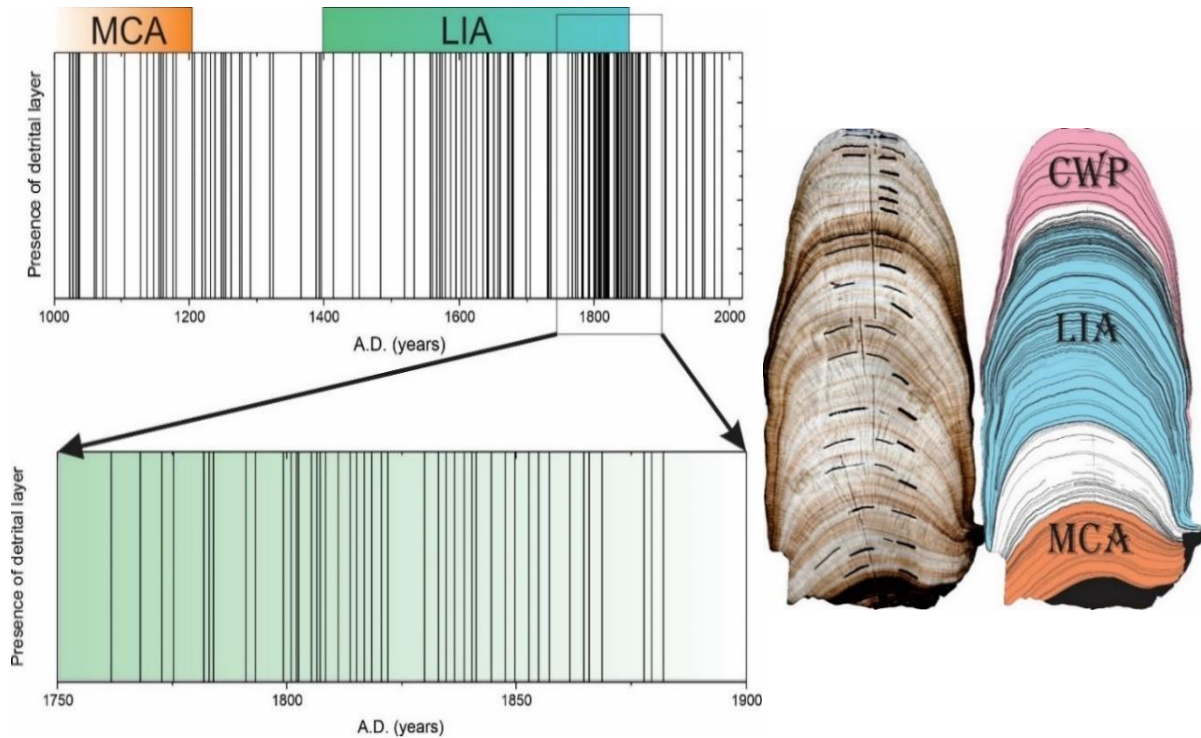 MCA
LIA
Presence of detrital layer
1000
1200
1400
1600
1800
2000
A.D. (years)
Presence of detrital layer
1750
1800
1850
1900
A.D. (years)
CWP
LIA
MCA